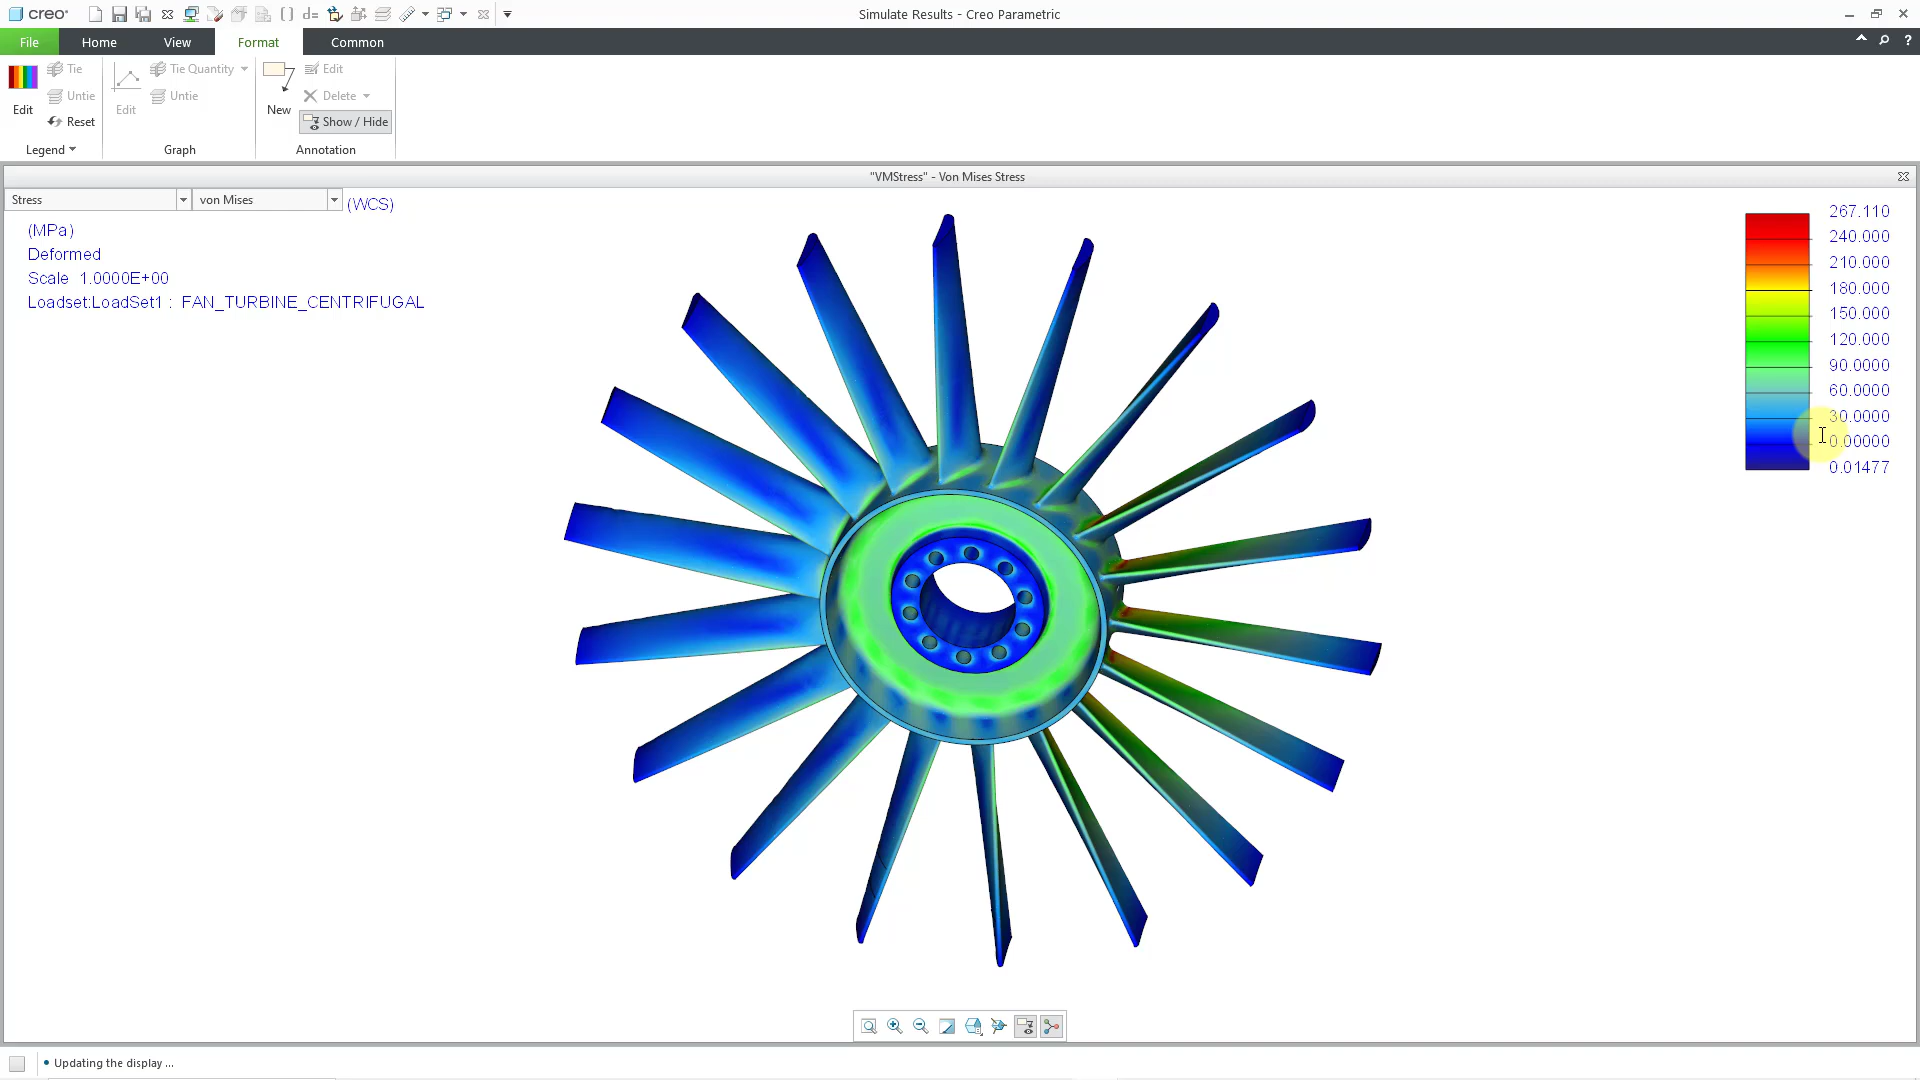 creo
Simulate Results - Creo Parametric
File Home View Format Common
Tie Tie Quantity Edit
Edit Untie Edit Untie New Delete
Reset Show / Hide
Legend Graph Annotation
"VMStress" - Von Mises Stress
Stress von Mises (WCS)
(MPa)
Deformed
Scale 1.0000E+00
Loadset:LoadSet1 : FAN_TURBINE_CENTRIFUGAL
267.110
240.000
210.000
180.000
150.000
120.000
90.0000
60.0000
30.0000
0.00000
0.01477
• Updating the display ...